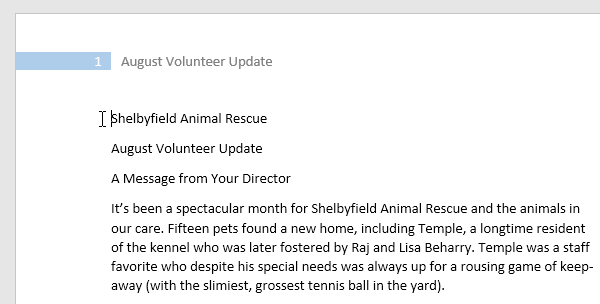 1 August Volunteer Update
Shelbyfield Animal Rescue
August Volunteer Update
A Message from Your Director
It’s been a spectacular month for Shelbyfield Animal Rescue and the animals in
our care. Fifteen pets found a new home, including Temple, a longtime resident
of the kennel who was later fostered by Raj and Lisa Beharry. Temple was a staff
favorite who despite his special needs was always up for a rousing game of keep-
away (with the slimiest, grossest tennis ball in the yard).